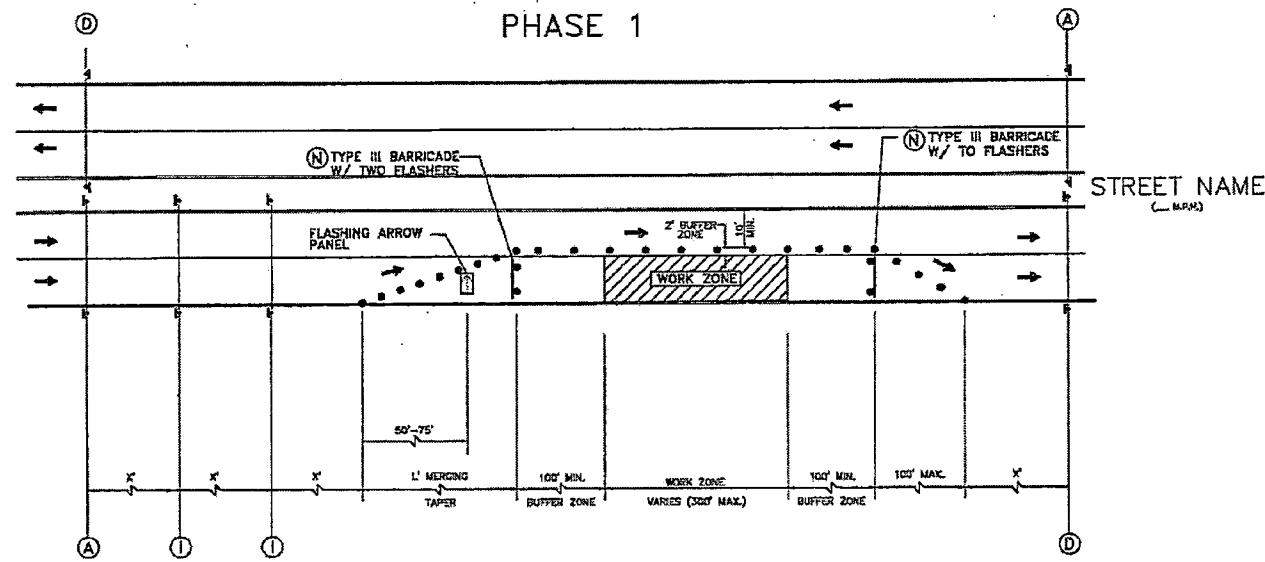 PHASE 1
D
A
N TYPE III BARRICADE
W/ TWO FLASHERS
N TYPE III BARRICADE
W/ TO FLASHERS
STREET NAME
(__ M.P.H.)
FLASHING ARROW
PANEL
2' BUFFER
ZONE
10'
MIN.
WORK ZONE
50'-75'
X'
X'
X'
L' MERGING
TAPER
100' MIN.
BUFFER ZONE
WORK ZONE
VARIES (300' MAX.)
100' MIN.
BUFFER ZONE
100' MAX.
X'
A
I
I
D